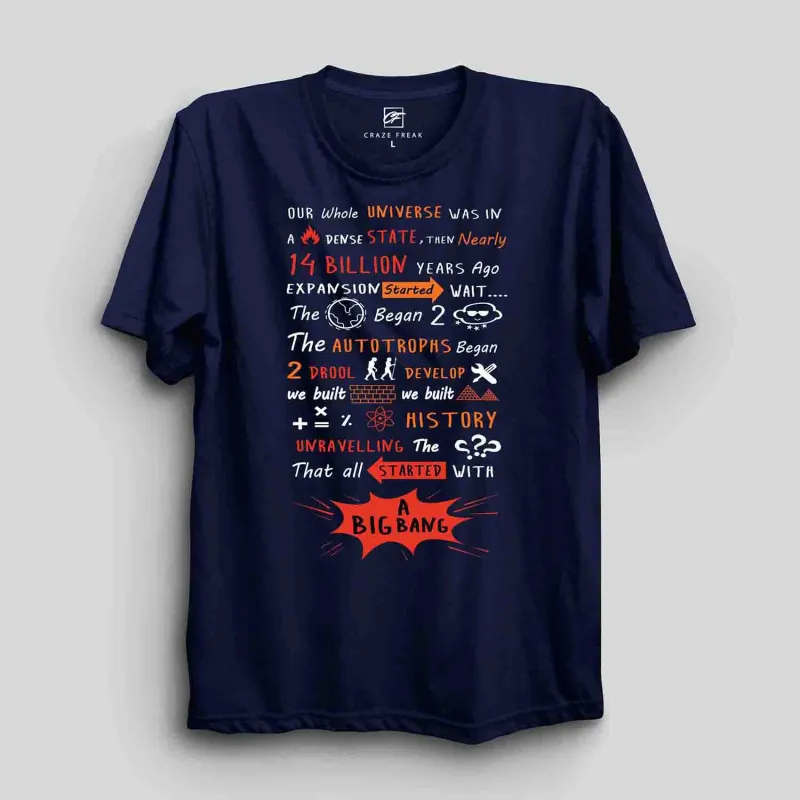 CF
CRAZE FREAK
L
OUR Whole UNIVERSE WAS IN
A DENSE STATE, THEN Nearly
14 BILLION YEARS Ago
EXPANSION Started WAIT....
The Began 2
The AUTOTROPHS Began
2 DROOL DEVELOP
we built we built
+ × = ٪ HISTORY
UNRAVELLING The ???
That all STARTED WITH
A
BIG BANG